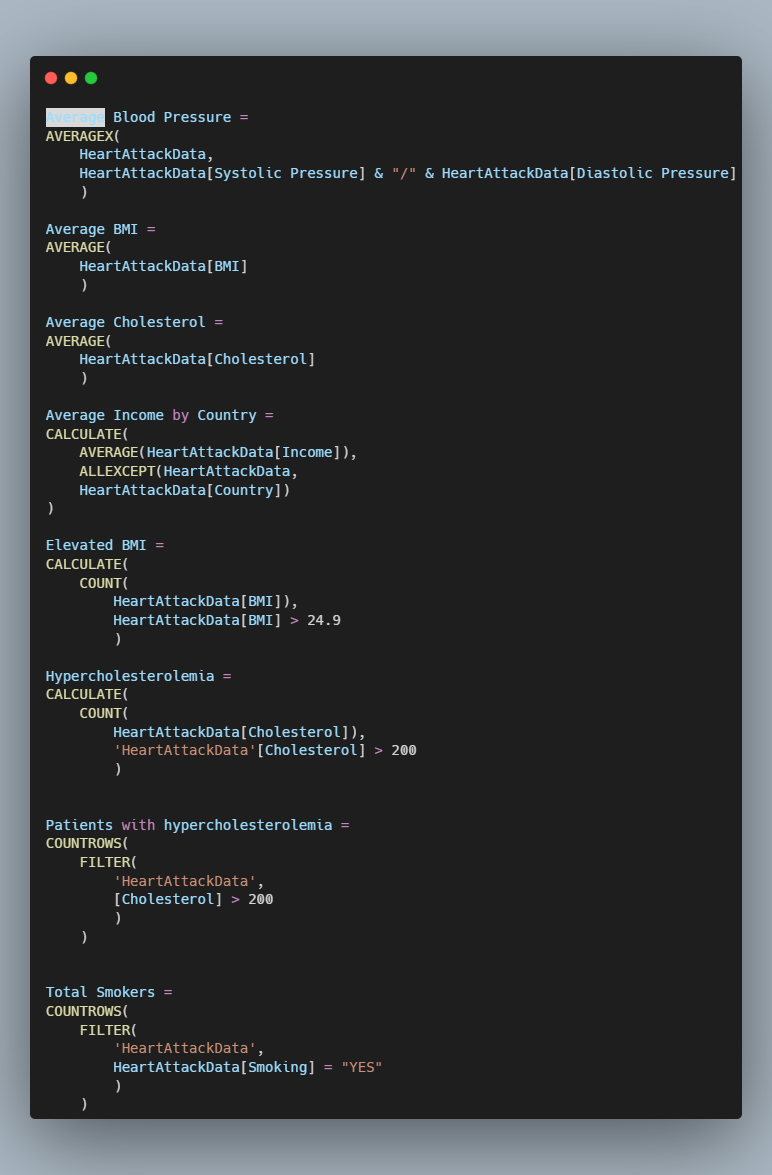 Average Blood Pressure =
AVERAGEX(
    HeartAttackData,
    HeartAttackData[Systolic Pressure] & "/" & HeartAttackData[Diastolic Pressure]
    )

Average BMI =
AVERAGE(
    HeartAttackData[BMI]
    )

Average Cholesterol =
AVERAGE(
    HeartAttackData[Cholesterol]
    )

Average Income by Country =
CALCULATE(
    AVERAGE(HeartAttackData[Income]),
    ALLEXCEPT(HeartAttackData,
    HeartAttackData[Country])
)

Elevated BMI =
CALCULATE(
    COUNT(
        HeartAttackData[BMI]),
        HeartAttackData[BMI] > 24.9
        )

Hypercholesterolemia =
CALCULATE(
    COUNT(
        HeartAttackData[Cholesterol]),
        'HeartAttackData'[Cholesterol] > 200
        )


Patients with hypercholesterolemia =
COUNTROWS(
    FILTER(
        'HeartAttackData',
        [Cholesterol] > 200
        )
    )


Total Smokers =
COUNTROWS(
    FILTER(
        'HeartAttackData',
        HeartAttackData[Smoking] = "YES"
        )
    )